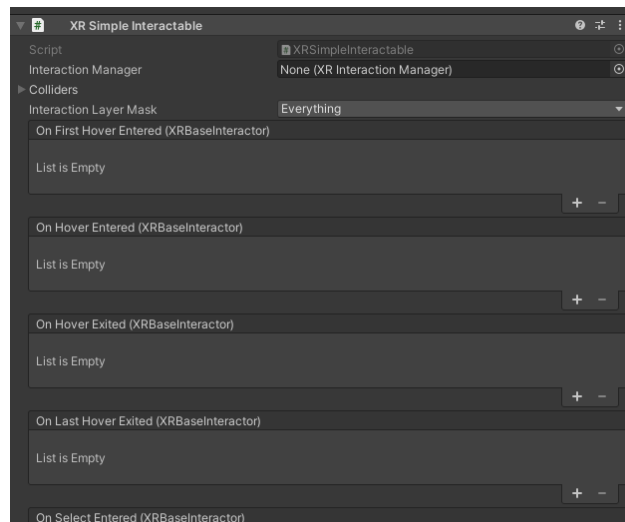 XR Simple Interactable
Script XRSimpleInteractable
Interaction Manager None (XR Interaction Manager)
Colliders
Interaction Layer Mask Everything
On First Hover Entered (XRBaseInteractor)
List is Empty
On Hover Entered (XRBaseInteractor)
List is Empty
On Hover Exited (XRBaseInteractor)
List is Empty
On Last Hover Exited (XRBaseInteractor)
List is Empty
On Select Entered (XRBaseInteractor)